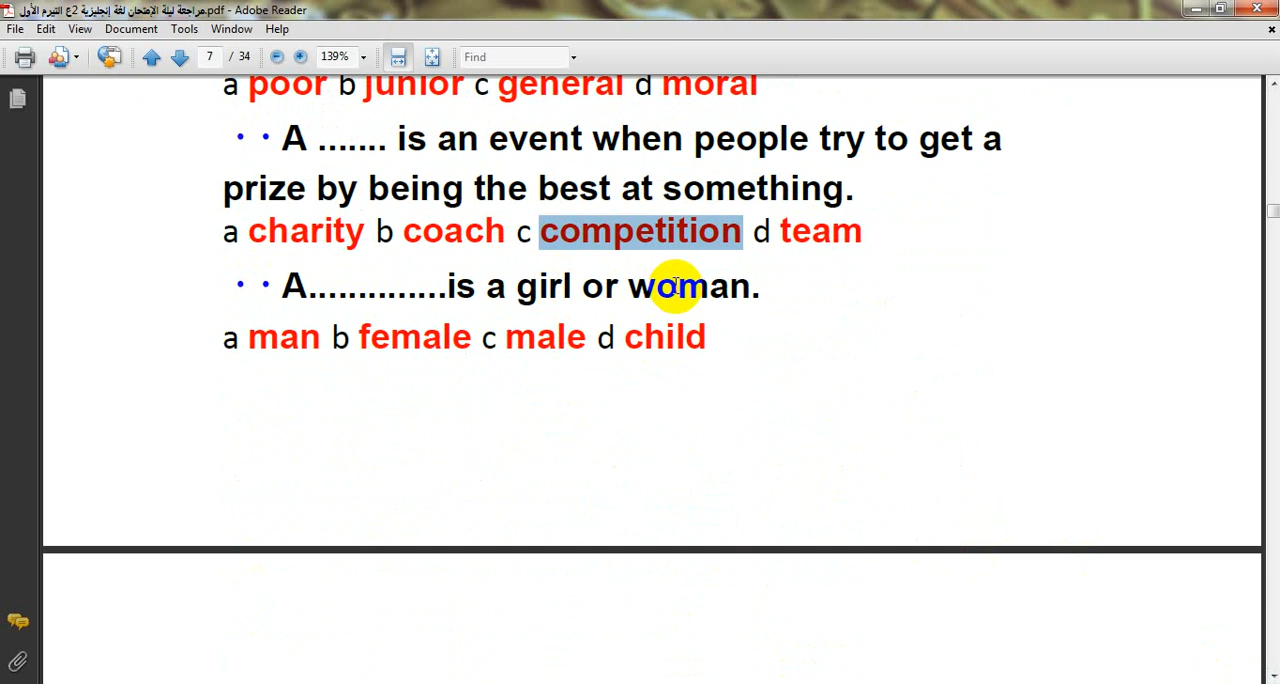 مراجعة ليلة الإمتحان لغة إنجليزية 2ع التيرم الأول.pdf - Adobe Reader
File Edit View Document Tools Window Help
7 / 34 139% Find
a poor b junior c general d moral
• • A ....... is an event when people try to get a
prize by being the best at something.
a charity b coach c competition d team
• • A..............is a girl or woman.
a man b female c male d child